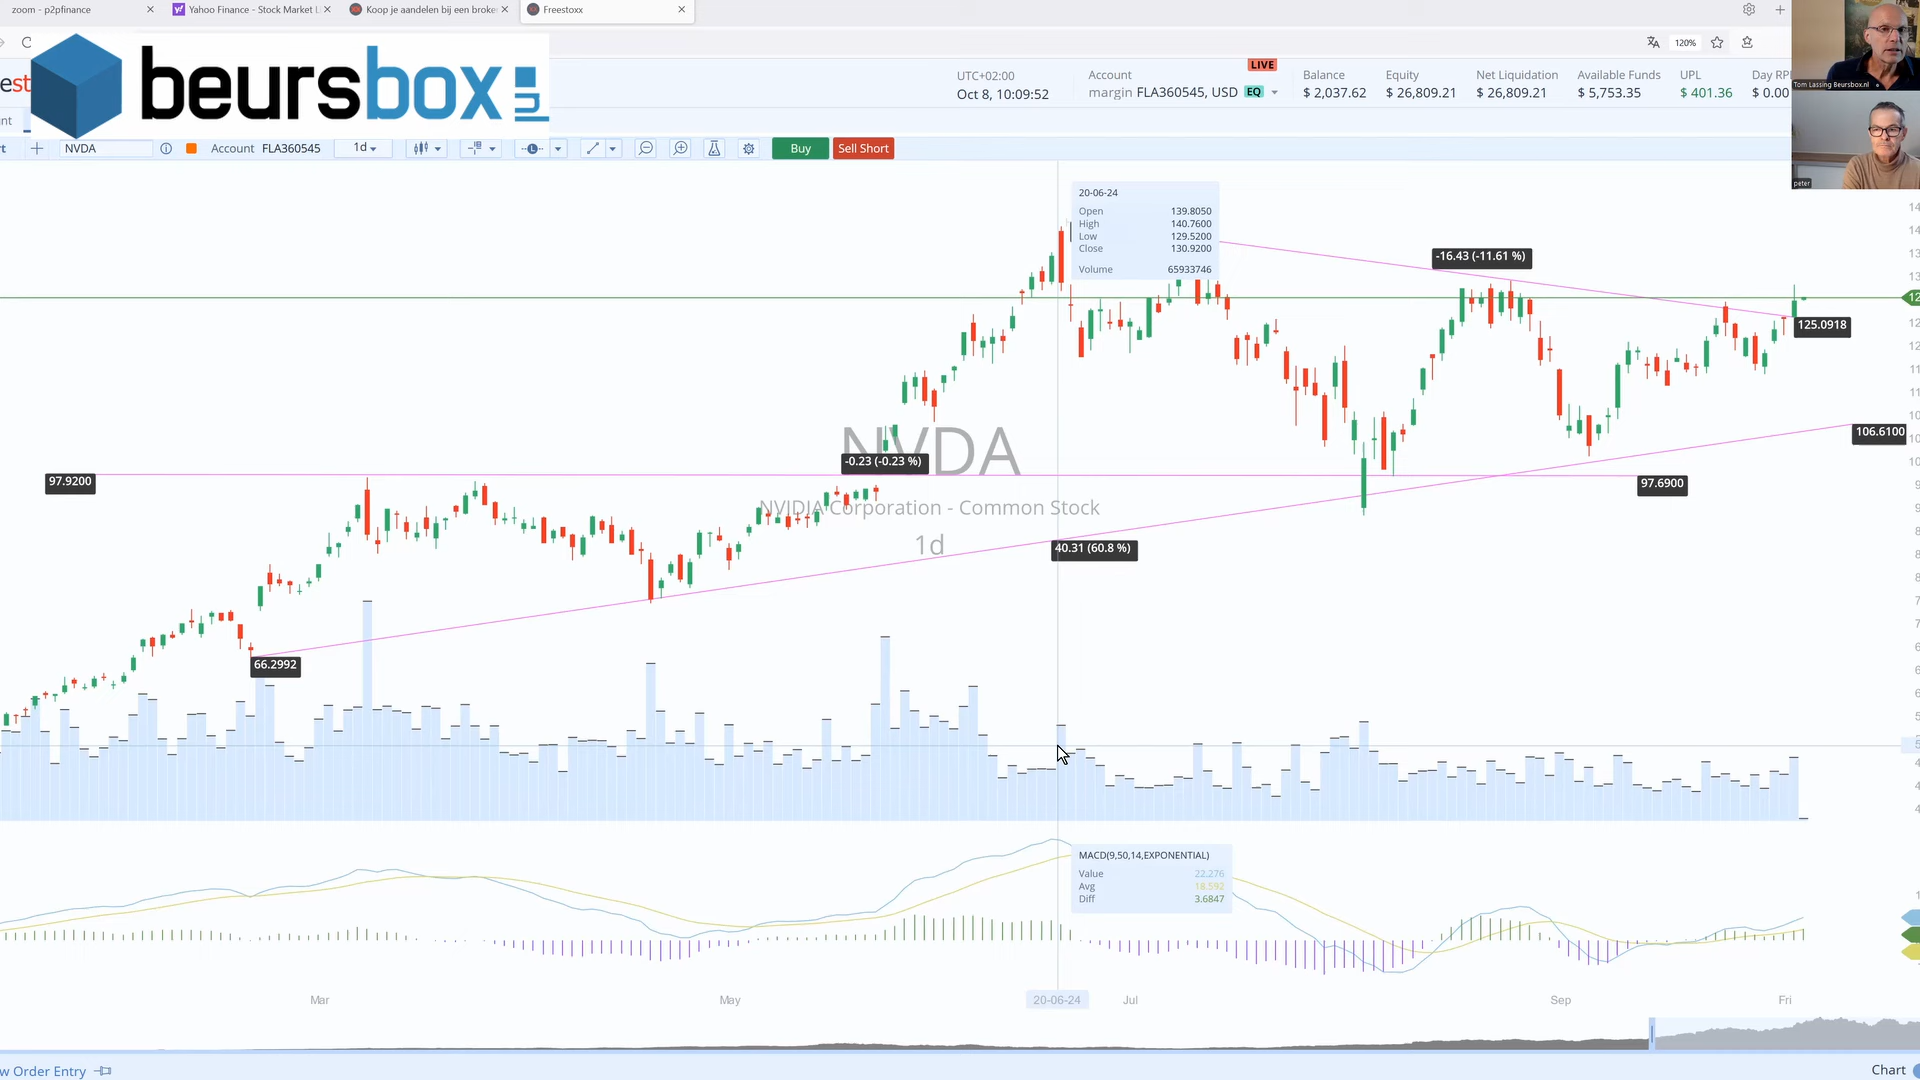 zoom - p2pfinance
Yahoo Finance - Stock Market L
Koop je aandelen bij een broke
Freestoxx
120%
beursbox.nl
UTC+02:00
Oct 8, 10:09:52
Account
margin FLA360545, USD EQ
LIVE
Balance
$ 2,037.62
Equity
$ 26,809.21
Net Liquidation
$ 26,809.21
Available Funds
$ 5,753.35
UPL
$ 401.36
Day RP
$ 0.00
Tom Lassing Beursbox.nl
peter
NVDA
Account FLA360545
1d
Buy
Sell Short
20-06-24
Open 139.8050
High 140.7600
Low 129.5200
Close 130.9200
Volume 65933746
-16.43 (-11.61 %)
125.0918
106.6100
NVDA
-0.23 (-0.23 %)
97.9200
97.6900
NVIDIA Corporation - Common Stock
1d
40.31 (60.8 %)
66.2992
MACD(9,50,14,EXPONENTIAL)
Value 22.276
Avg 18.592
Diff 3.6847
Mar
May
20-06-24
Jul
Sep
Fri
w Order Entry
Chart